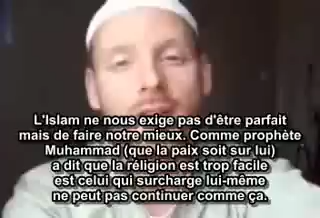 L'Islam ne nous exige pas d'être parfait
mais de faire notre mieux. Comme prophète
Muhammad (que la paix soit sur lui)
a dit que la réligion est trop facile
est celui qui surcharge lui-même
ne peut pas continuer comme ça.